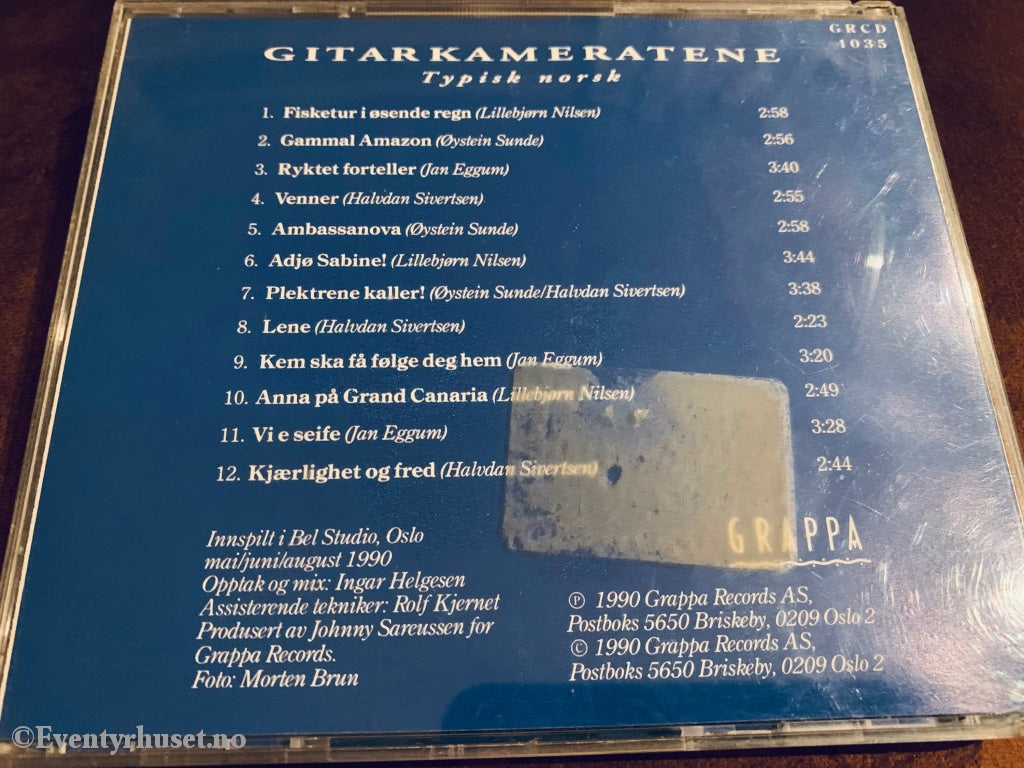 GRCD
4035
GITARKAMERATENE
Typisk norsk
1. Fisketur i øsende regn (Lillebjørn Nilsen) 2:58
2. Gammal Amazon (Øystein Sunde) 2:56
3. Ryktet forteller (Jan Eggum) 3:40
4. Venner (Halvdan Sivertsen) 2:55
5. Ambassanova (Øystein Sunde) 2:58
6. Adjø Sabine! (Lillebjørn Nilsen) 3:44
7. Plektrene kaller! (Øystein Sunde/Halvdan Sivertsen) 3:38
8. Lene (Halvdan Sivertsen) 2:23
9. Kem ska få følge deg hem (Jan Eggum) 3:20
10. Anna på Grand Canaria (Lillebjørn Nilsen) 2:49
11. Vi e seife (Jan Eggum) 3:28
12. Kjærlighet og fred (Halvdan Sivertsen) 2:44
Innspilt i Bel Studio, Oslo
mai/juni/august 1990
Opptak og mix: Ingar Helgesen
Assisterende tekniker: Rolf Kjernet
Produsert av Johnny Sareussen for
Grappa Records.
Foto: Morten Brun
GRAPPA
℗ 1990 Grappa Records AS,
Postboks 5650 Briskeby, 0209 Oslo 2
© 1990 Grappa Records AS,
Postboks 5650 Briskeby, 0209 Oslo 2
©Eventyrhuset.no